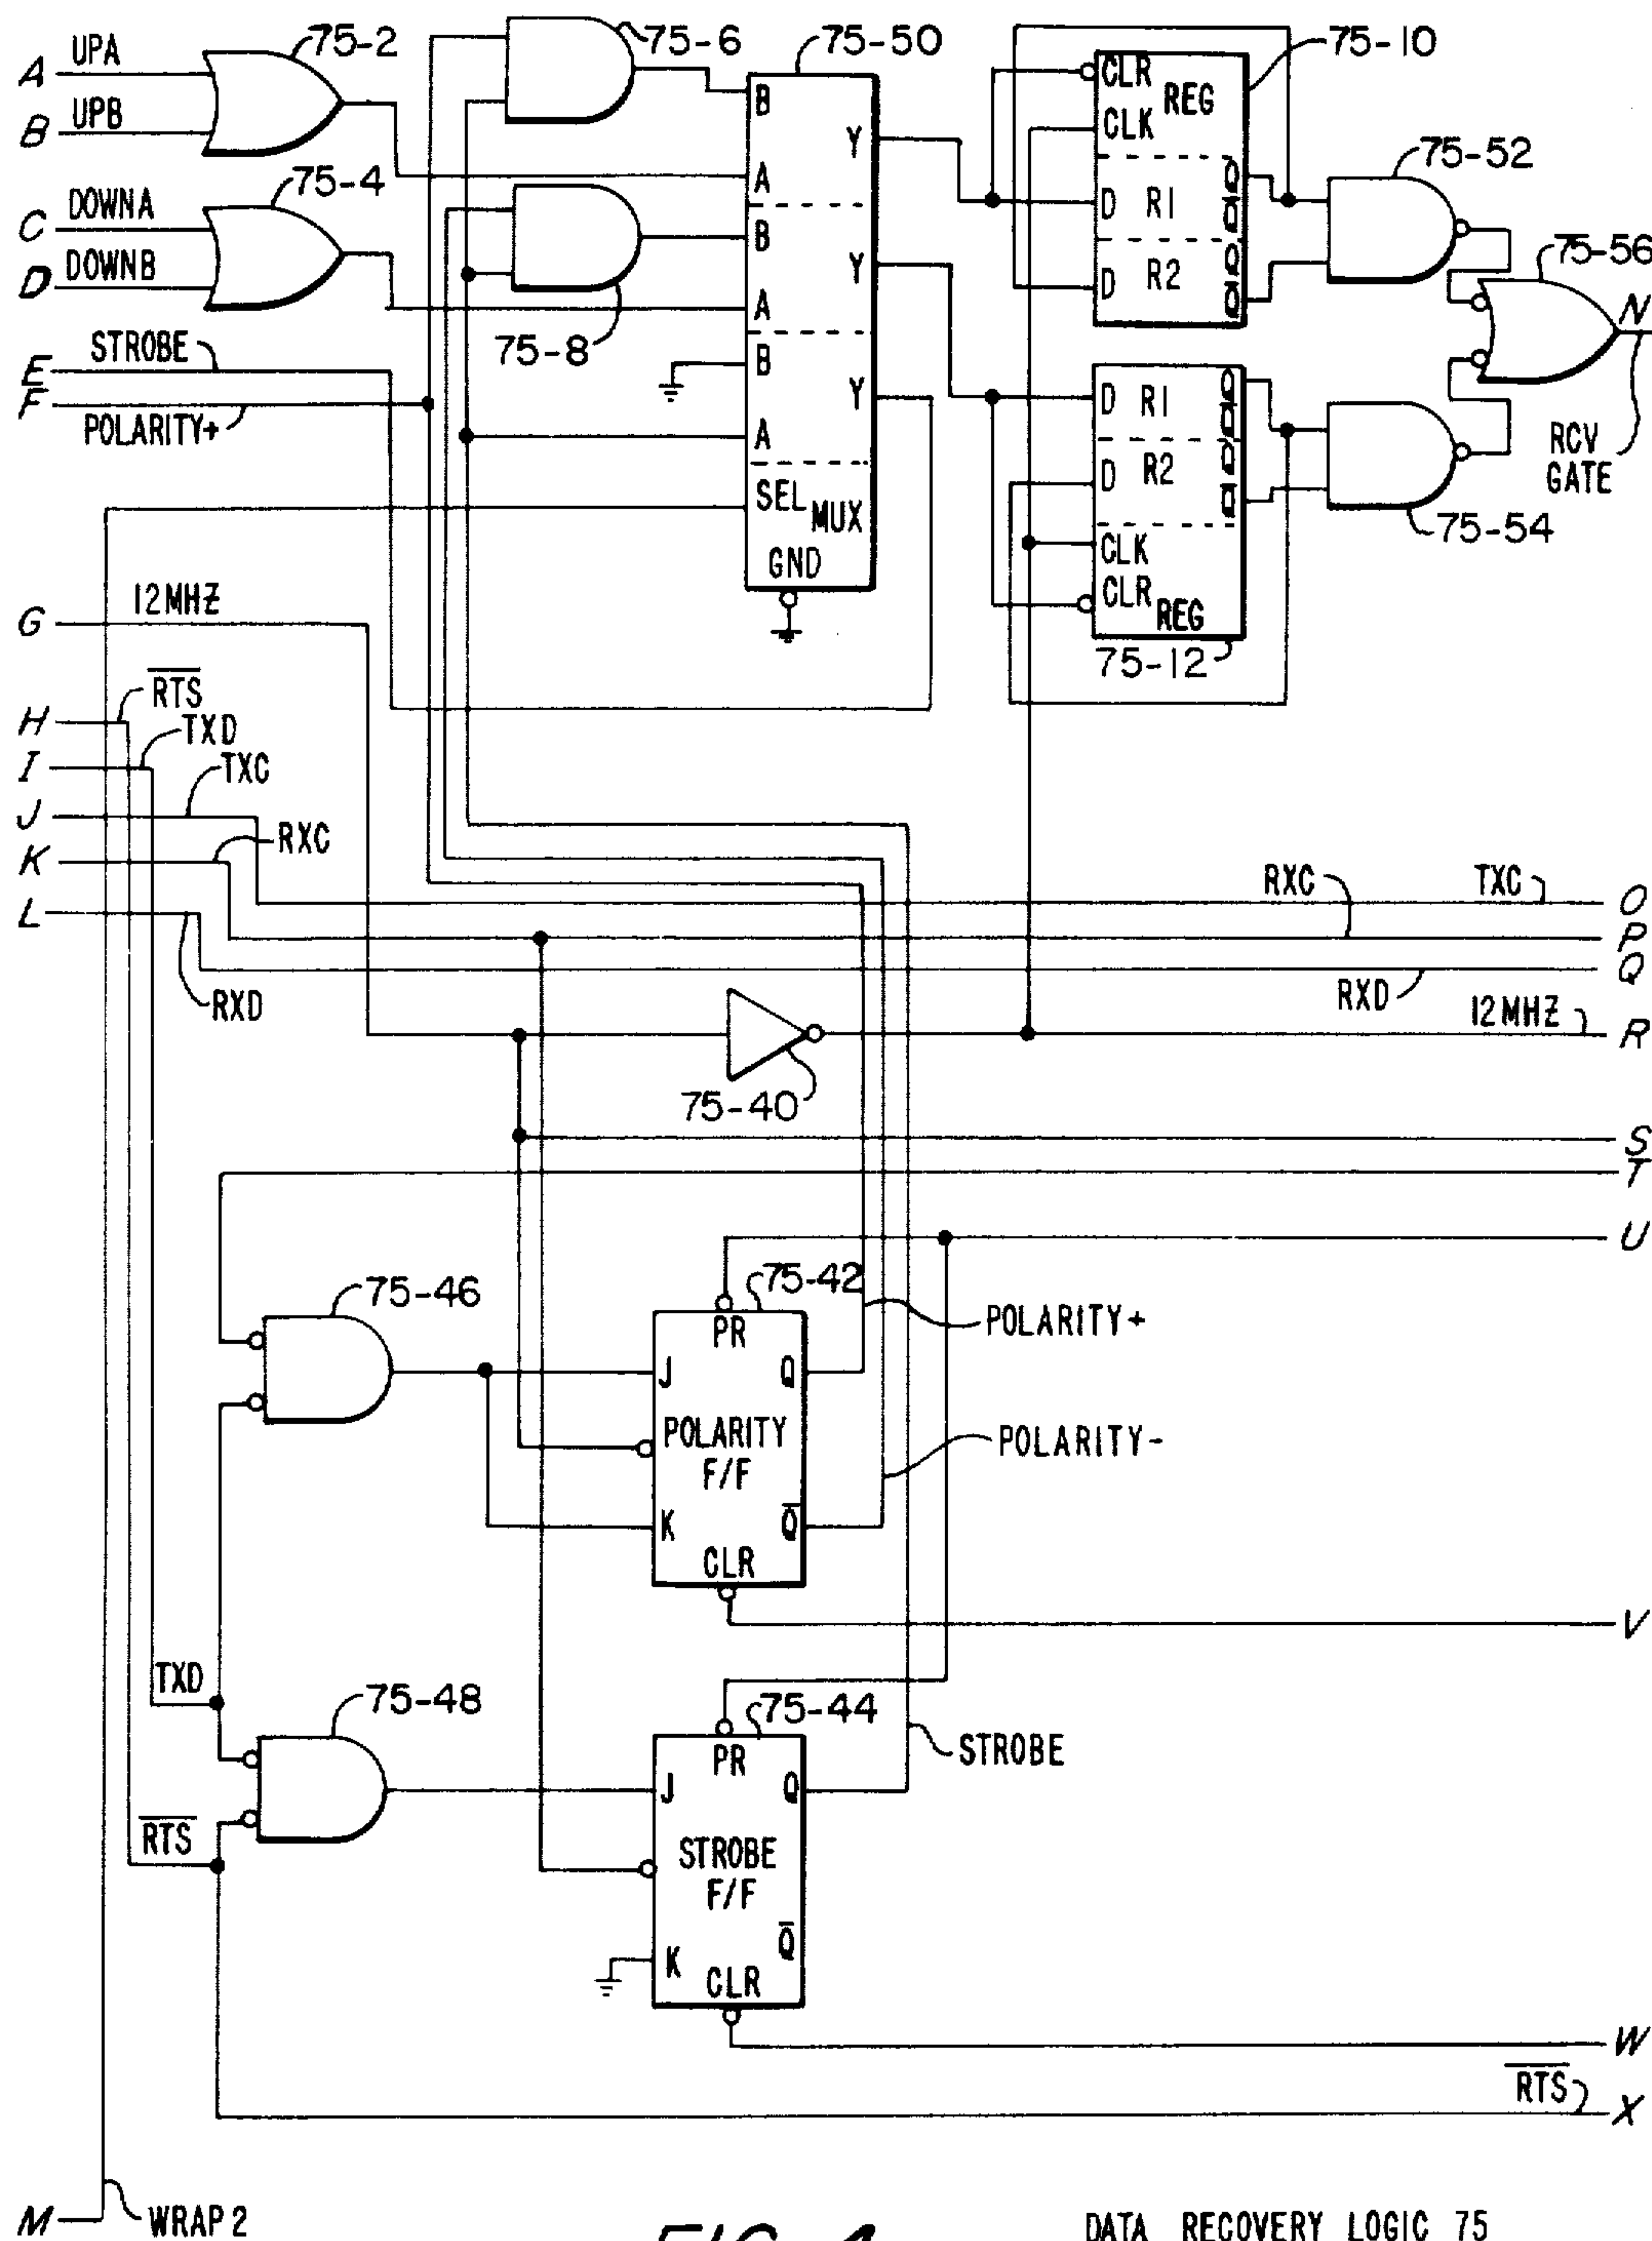 A UPA 75-2 75-6 75-50 75-10
B UPB
B CLR
REG
CLK
Y
75-52
C DOWNA 75-4 A Q
D R1 Q̅
B
D DOWNB Y D R2 Q
Q̅
75-56
A N
75-8
E STROBE B
F Y D R1 Q
Q̅
POLARITY+ A RCV
GATE
D R2 Q
Q̅
SEL
MUX
75-54
CLK
GND CLR
REG
G 12MHZ
75-12
H R̅T̅S̅
I TXD
J TXC
K RXC
L RXD
RXC TXC O
P
Q
RXD
12MHZ R
75-40
S
T
U
75-46 75-42
PR
POLARITY+
J Q
POLARITY
F/F
POLARITY-
K Q̅
CLR
V
TXD
75-48 75-44
PR
STROBE
J Q
R̅T̅S̅
STROBE
F/F
Q̅
K
CLR
W
R̅T̅S̅ X
M WRAP 2
DATA RECOVERY LOGIC 75